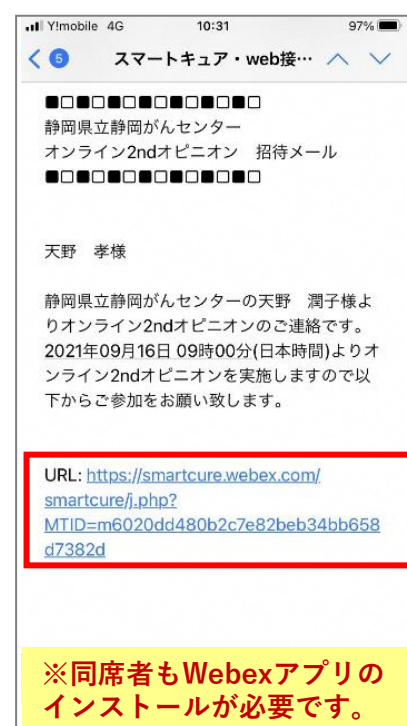 Y!mobile 4G 10:31 97%
5 スマートキュア・web接…
■□■□■□■□■□■□■□
静岡県立静岡がんセンター
オンライン2ndオピニオン　招待メール
■□■□■□■□■□■□■□
天野　孝様
静岡県立静岡がんセンターの天野　潤子様よ
りオンライン2ndオピニオンのご連絡です。
2021年09月16日 09時00分(日本時間)よりオ
ンライン2ndオピニオンを実施しますので以
下からご参加をお願い致します。
URL: https://smartcure.webex.com/
smartcure/j.php?
MTID=m6020dd480b2c7e82beb34bb658
d7382d
※同席者もWebexアプリの
インストールが必要です。